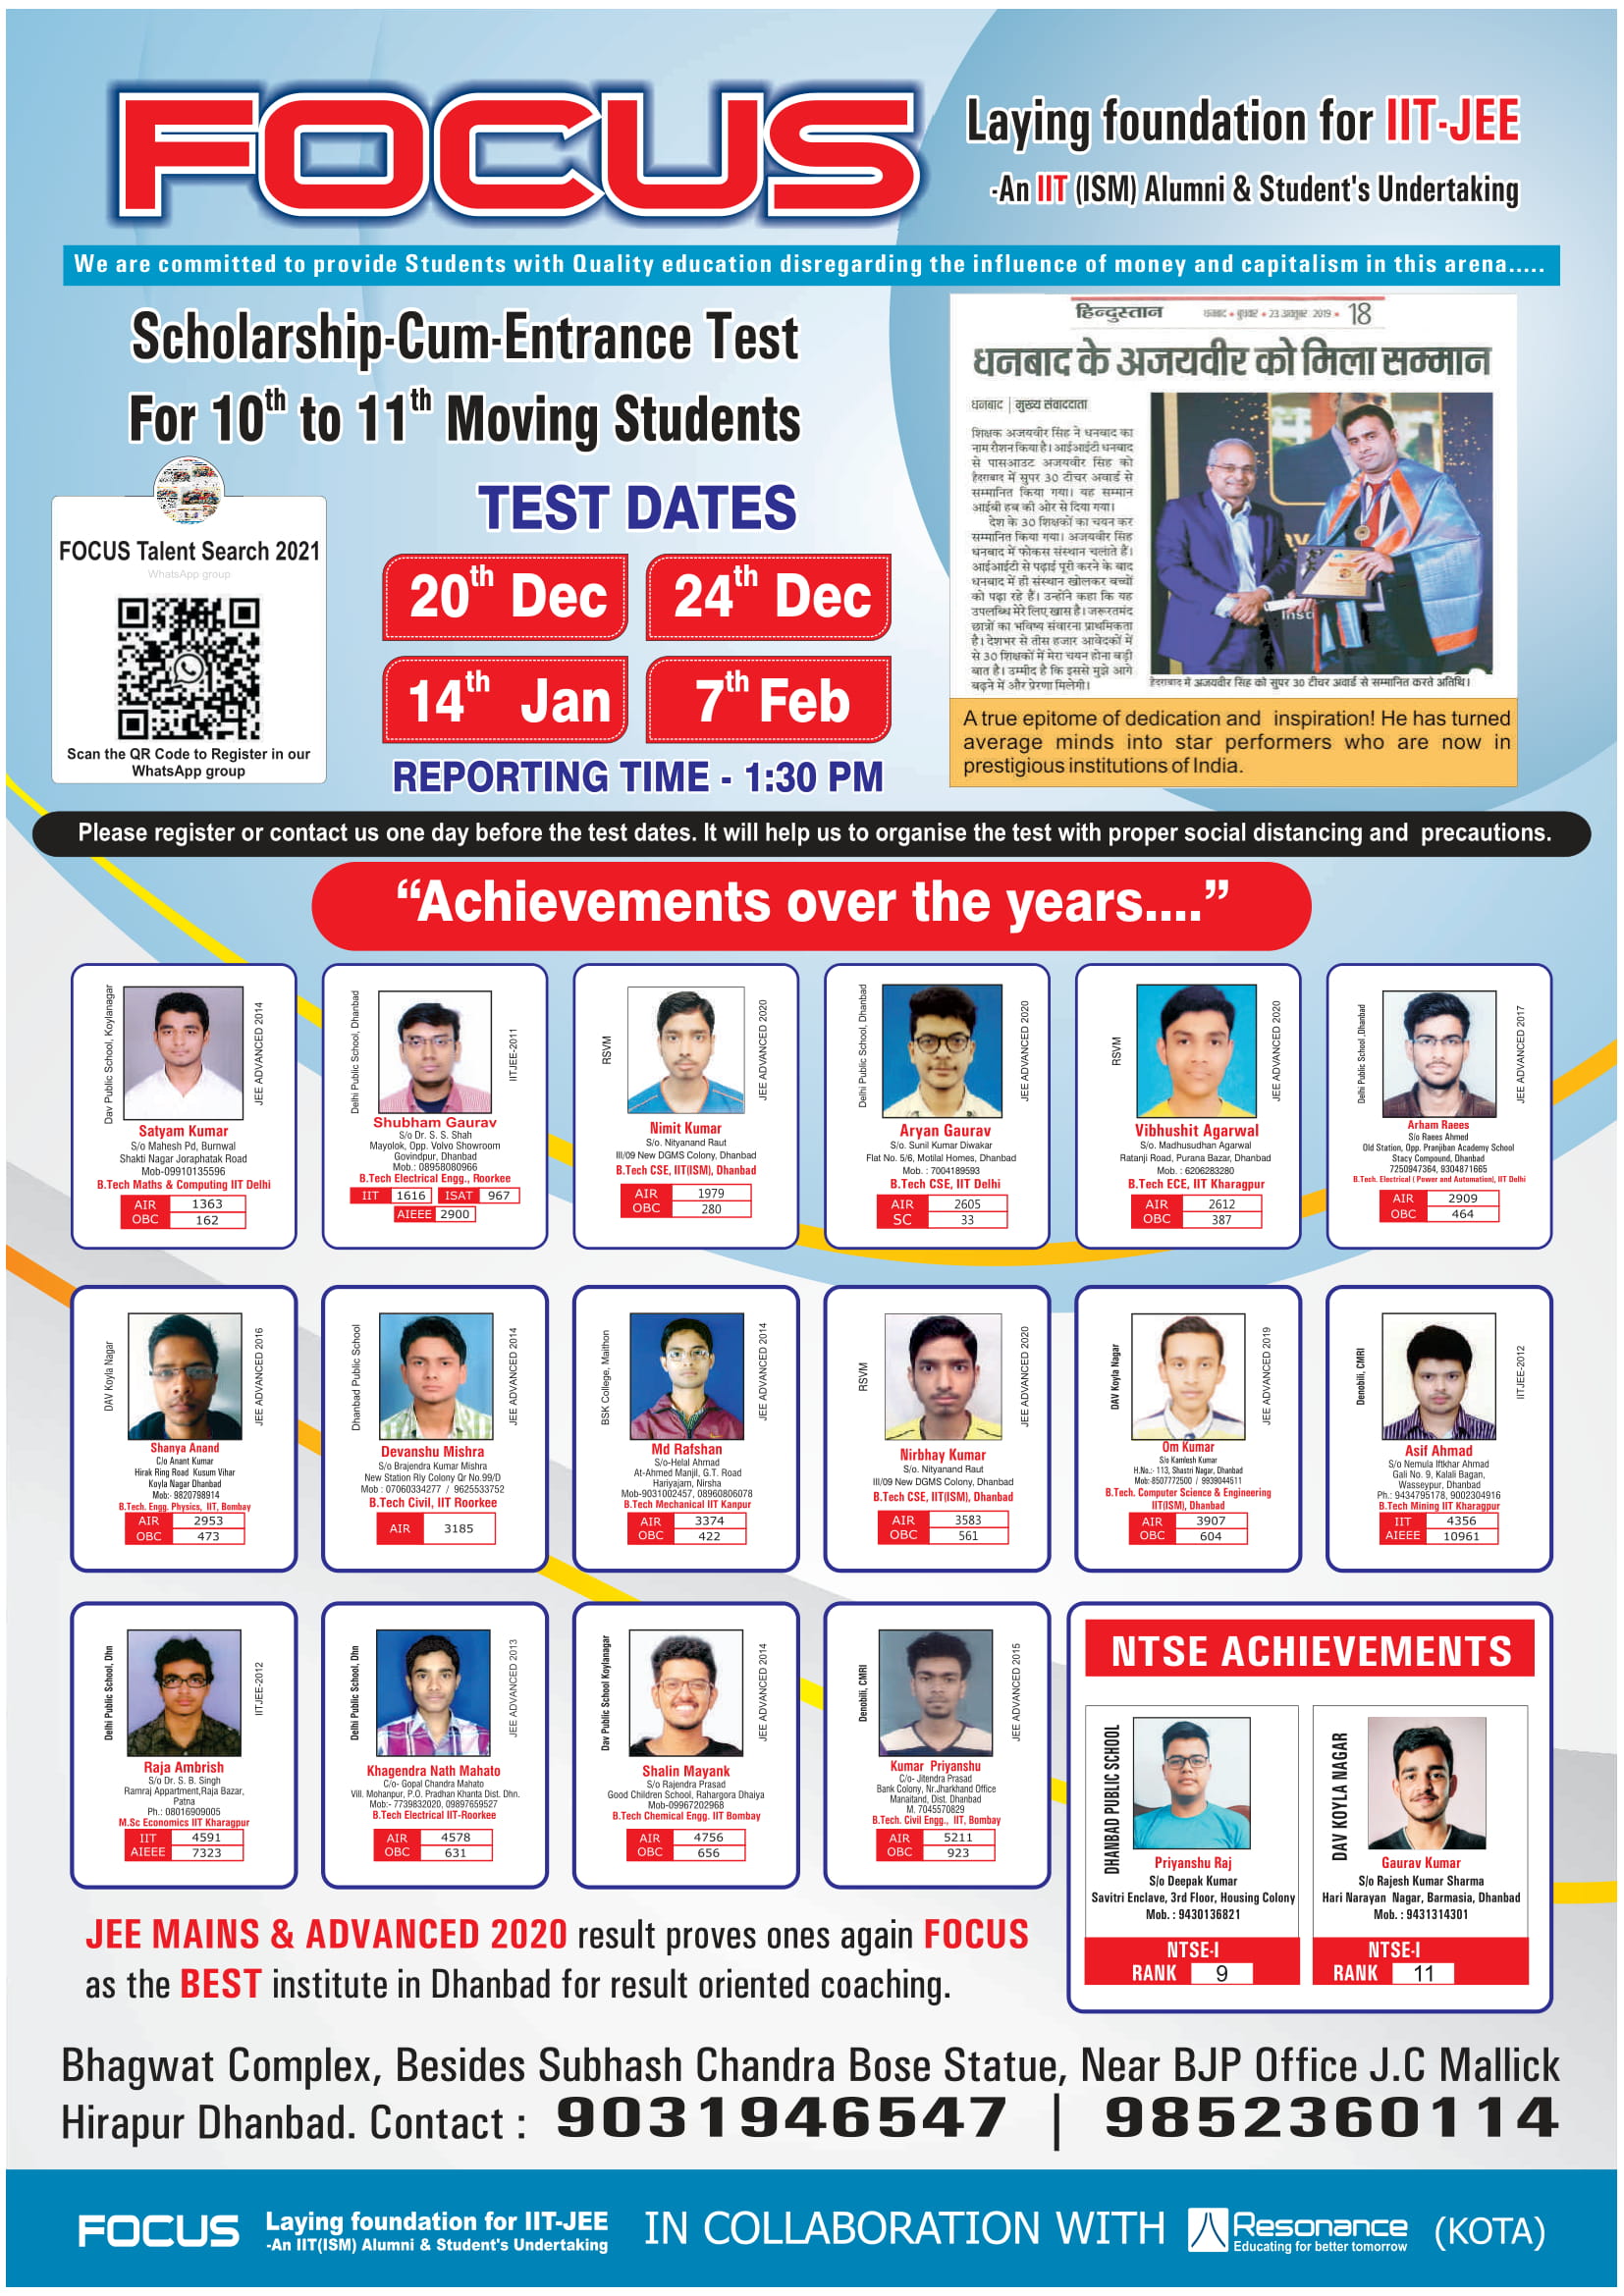 FOCUS
Laying foundation for IIT-JEE
-An IIT (ISM) Alumni & Student's Undertaking
We are committed to provide Students with Quality education disregarding the influence of money and capitalism in this arena.....
Scholarship-Cum-Entrance Test
For 10th to 11th Moving Students
FOCUS Talent Search 2021
WhatsApp group
Scan the QR Code to Register in our
WhatsApp group
TEST DATES
20th Dec
24th Dec
14th Jan
7th Feb
REPORTING TIME - 1:30 PM
हिन्दुस्तान
धनबाद • बुधवार • 23 अक्तूबर 2019 • 18
धनबाद के अजयवीर को मिला सम्मान
धनबाद | मुख्य संवाददाता
शिक्षक अजयवीर सिंह ने धनबाद का
नाम रौशन किया है। आईआईटी धनबाद
से पासआउट अजयवीर सिंह को
हैदराबाद में सुपर 30 टीचर अवार्ड से
सम्मानित किया गया। यह सम्मान
आईबी हब की ओर से दिया गया।
देश के 30 शिक्षकों का चयन कर
सम्मानित किया गया। अजयवीर सिंह
धनबाद में फोकस संस्थान चलाते हैं।
आईआईटी से पढ़ाई पूरी करने के बाद
धनबाद में ही संस्थान खोलकर बच्चों
को पढ़ा रहे हैं। उन्होंने कहा कि यह
उपलब्धि मेरे लिए खास है। जरूरतमंद
छात्रों का भविष्य संवारना प्राथमिकता
है। देशभर से तीस हजार आवेदकों में
से 30 शिक्षकों में मेरा चयन होना बड़ी
बात है। उम्मीद है कि इससे मुझे आगे
बढ़ने में और प्रेरणा मिलेगी।
हैदराबाद में अजयवीर सिंह को सुपर 30 टीचर अवार्ड से सम्मानित करते अतिथि।
A true epitome of dedication and inspiration! He has turned
average minds into star performers who are now in
prestigious institutions of India.
Please register or contact us one day before the test dates. It will help us to organise the test with proper social distancing and precautions.
“Achievements over the years....”
Dav Public School, Koylanagar
JEE ADVANCED 2014
Satyam Kumar
S/o Mahesh Pd, Burnwal
Shakti Nagar Joraphatak Road
Mob-09910135596
B.Tech Maths & Computing IIT Delhi
AIR 1363
OBC 162
Delhi Public School, Dhanbad
IITJEE-2011
Shubham Gaurav
S/o Dr. S. S. Shah
Mayolok, Opp. Volvo Showroom
Govindpur, Dhanbad
Mob.: 08958080966
B.Tech Electrical Engg., Roorkee
IIT 1616 ISAT 967
AIEEE 2900
RSVM
JEE ADVANCED 2020
Nimit Kumar
S/o. Nityanand Raut
III/09 New DGMS Colony, Dhanbad
B.Tech CSE, IIT(ISM), Dhanbad
AIR 1979
OBC 280
Delhi Public School, Dhanbad
JEE ADVANCED 2020
Aryan Gaurav
S/o. Sunil Kumar Diwakar
Flat No. 5/6, Motilal Homes, Dhanbad
Mob. : 7004189593
B.Tech CSE, IIT Delhi
AIR 2605
SC 33
RSVM
JEE ADVANCED 2020
Vibhushit Agarwal
S/o. Madhusudhan Agarwal
Ratanji Road, Purana Bazar, Dhanbad
Mob. : 6206283280
B.Tech ECE, IIT Kharagpur
AIR 2612
OBC 387
Delhi Public School ,Dhanbad
JEE ADVANCED 2017
Arham Raees
S/o Raees Ahmed
Old Station, Opp. Pranjiban Academy School
Stacy Compound, Dhanbad
7250947364, 9304871665
B.Tech. Electrical ( Power and Automation), IIT Delhi
AIR 2909
OBC 464
DAV Koyla Nagar
JEE ADVANCED 2016
Shanya Anand
C/o Anant Kumar
Hirak Ring Road Kusum Vihar
Koyla Nagar Dhanbad
Mob:- 9820798914
B.Tech. Engg. Physics, IIT, Bombay
AIR 2953
OBC 473
Dhanbad Public School
JEE ADVANCED 2014
Devanshu Mishra
S/o Brajendra Kumar Mishra
New Station Rly Colony Qr No.99/D
Mob : 07060334277 / 9625533752
B.Tech Civil, IIT Roorkee
AIR 3185
BSK College, Maithon
JEE ADVANCED 2014
Md Rafshan
S/o-Helal Ahmad
At-Ahmed Manjil, G.T. Road
Hariyajam, Nirsha
Mob-9031002457, 08960806078
B.Tech Mechanical IIT Kanpur
AIR 3374
OBC 422
RSVM
JEE ADVANCED 2020
Nirbhay Kumar
S/o. Nityanand Raut
III/09 New DGMS Colony, Dhanbad
B.Tech CSE, IIT(ISM), Dhanbad
AIR 3583
OBC 561
DAV Koyla Nagar
JEE ADVANCED 2019
Om Kumar
S/o Kamlesh Kumar
H.No.:- 113, Shastri Nagar, Dhanbad
Mob:-8507772500 / 9939044511
B.Tech. Computer Science & Engineering
IIT(ISM), Dhanbad
AIR 3907
OBC 604
Denobili, CMRI
IITJEE-2012
Asif Ahmad
S/o Nemula Iftkhar Ahmad
Gali No. 9, Kalali Bagan,
Wasseypur, Dhanbad
Ph.: 9434795178, 9002304916
B.Tech Mining IIT Kharagpur
IIT 4356
AIEEE 10961
Delhi Public School, Dhn
IITJEE-2012
Raja Ambrish
S/o Dr. S. B. Singh
Ramraj Appartment,Raja Bazar,
Patna
Ph.: 08016909005
M.Sc Economics IIT Kharagpur
IIT 4591
AIEEE 7323
Delhi Public School, Dhn
JEE ADVANCED 2013
Khagendra Nath Mahato
C/o- Gopal Chandra Mahato
Vill. Mohanpur, P.O. Pradhan Khanta Dist. Dhn.
Mob:- 7739832020, 09897659527
B.Tech Electrical IIT-Roorkee
AIR 4578
OBC 631
Dav Public School Koylanagar
JEE ADVANCED 2014
Shalin Mayank
S/o Rajendra Prasad
Good Children School, Rahargora Dhaiya
Mob-09967202968
B.Tech Chemical Engg. IIT Bombay
AIR 4756
OBC 656
Denobili, CMRI
JEE ADVANCED 2015
Kumar Priyanshu
C/o- Jitendra Prasad
Bank Colony, Nr.Jharkhand Office
Manaitand, Dist. Dhanbad
M. 7045570829
B.Tech. Civil Engg., IIT, Bombay
AIR 5211
OBC 923
NTSE ACHIEVEMENTS
DHANBAD PUBLIC SCHOOL
Priyanshu Raj
S/o Deepak Kumar
Savitri Enclave, 3rd Floor, Housing Colony
Mob. : 9430136821
NTSE-I
RANK 9
DAV KOYLA NAGAR
Gaurav Kumar
S/o Rajesh Kumar Sharma
Hari Narayan Nagar, Barmasia, Dhanbad
Mob. : 9431314301
NTSE-I
RANK 11
JEE MAINS & ADVANCED 2020 result proves ones again FOCUS
as the BEST institute in Dhanbad for result oriented coaching.
Bhagwat Complex, Besides Subhash Chandra Bose Statue, Near BJP Office J.C Mallick
Hirapur Dhanbad. Contact : 9031946547 | 9852360114
FOCUS
Laying foundation for IIT-JEE
-An IIT(ISM) Alumni & Student's Undertaking
IN COLLABORATION WITH Resonance (KOTA)
Educating for better tomorrow